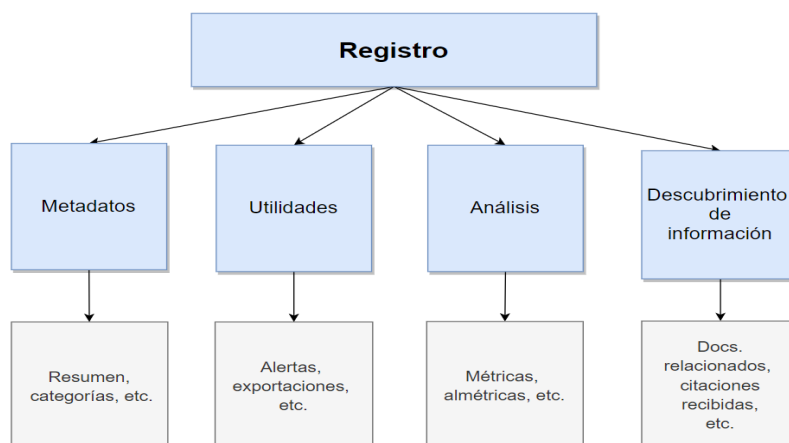 Registro
Metadatos
Utilidades
Análisis
Descubrimiento
de
información
Resumen,
categorías, etc.
Alertas,
exportaciones,
etc.
Métricas,
almétricas, etc.
Docs.
relacionados,
citaciones
recibidas,
etc.